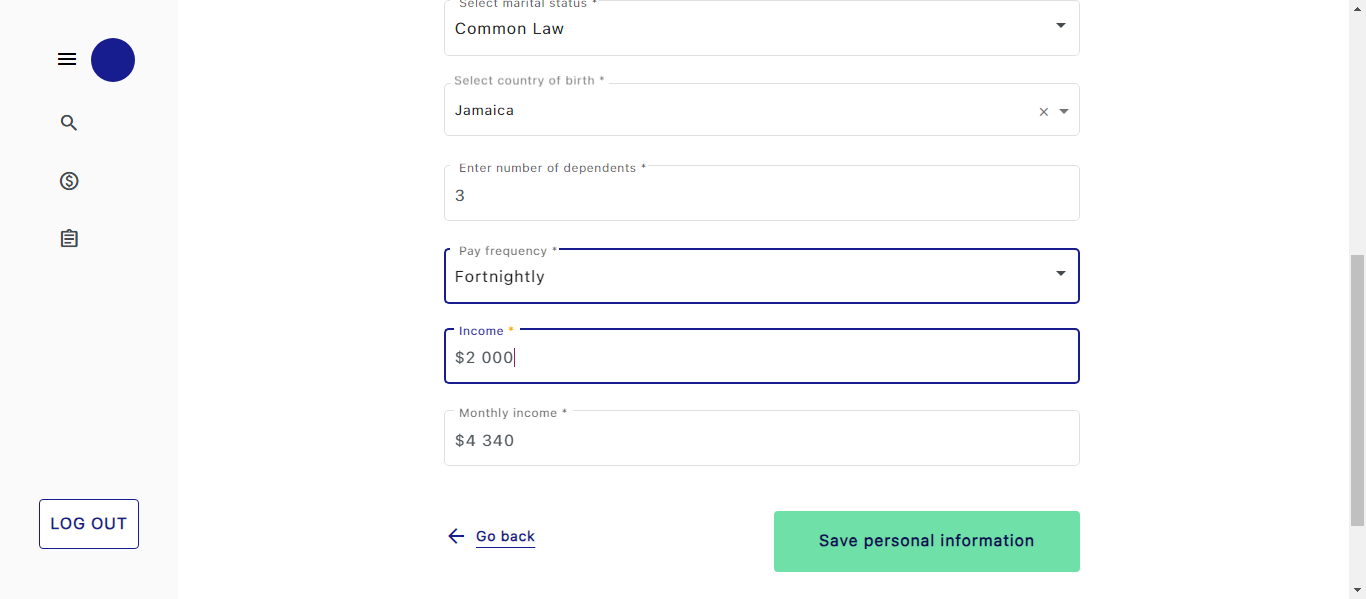 Select marital status *
Common Law
Select country of birth *
Jamaica
Enter number of dependents *
3
Pay frequency *
Fortnightly
Income *
$2 000
Monthly income *
$4 340
LOG OUT
Go back
Save personal information